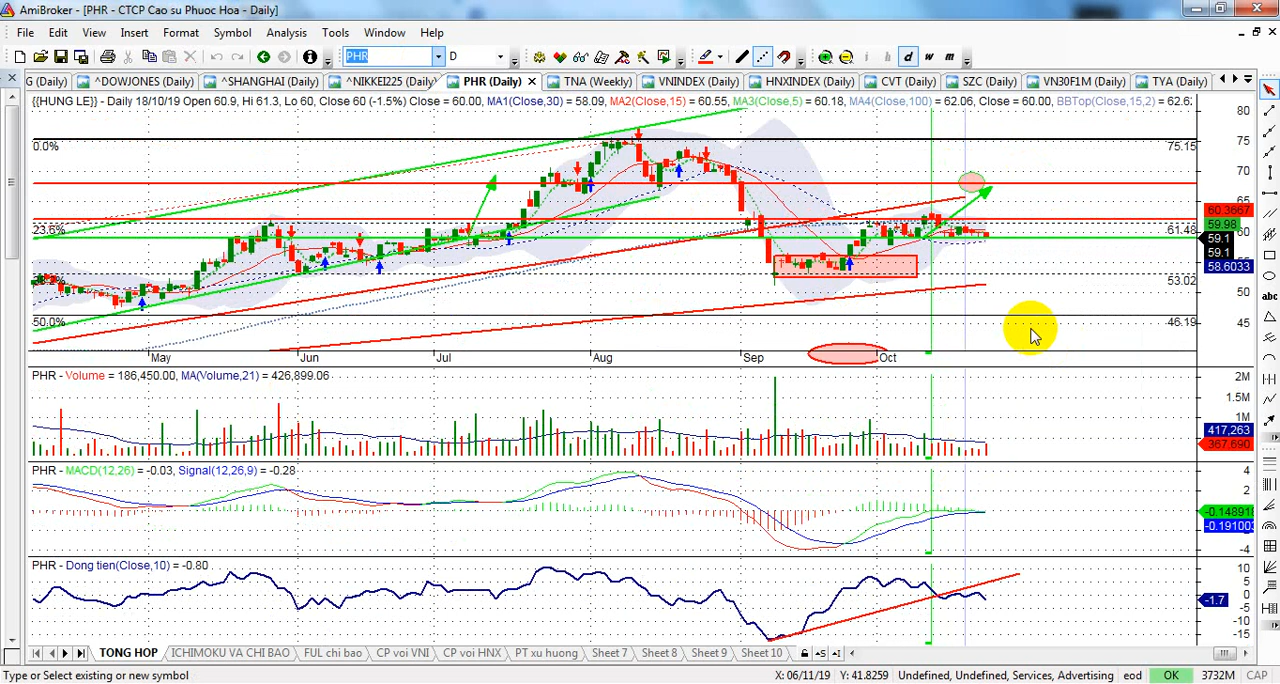 AmiBroker - [PHR - CTCP Cao su Phuoc Hoa - Daily]
File Edit View Insert Format Symbol Analysis Tools Window Help
PHR D i h d w m
G (Daily) ^DOWJONES (Daily) ^SHANGHAI (Daily) ^NIKKEI225 (Daily) PHR (Daily) TNA (Weekly) VNINDEX (Daily) HNXINDEX (Daily) CVT (Daily) SZC (Daily) VN30F1M (Daily) TYA (Daily)
{{HUNG LE}} - Daily 18/10/19 Open 60.9, Hi 61.3, Lo 60, Close 60 (-1.5%) Close = 60.00, MA1(Close,30) = 58.09, MA2(Close,15) = 60.55, MA3(Close,5) = 60.18, MA4(Close,100) = 62.06, Close = 60.00, BBTop(Close,15,2) = 62.6
80
0.0% 75.15 75
70
65
60.3667
59.98
23.6% 61.48 60
59.1
59.1
58.6033
53.02
50
50.0% 46.19 45
May Jun Jul Aug Sep Oct
PHR - Volume = 186,450.00, MA(Volume,21) = 426,899.06
2M
1.5M
1M
417,263
367,690
PHR - MACD(12,26) = -0.03, Signal(12,26,9) = -0.28
4
2
-0.148918
-0.191003
-4
PHR - Dong tien(Close,10) = -0.80
10
5
0
-1.7
-5
-10
-15
TONG HOP ICHIMOKU VA CHI BAO FUL chi bao CP voi VNI CP voi HNX PT xu huong Sheet 7 Sheet 8 Sheet 9 Sheet 10
abc
Type or Select existing or new symbol X: 06/11/19 Y: 41.8259 Undefined, Undefined, Services, Advertising eod OK 3732M CAP